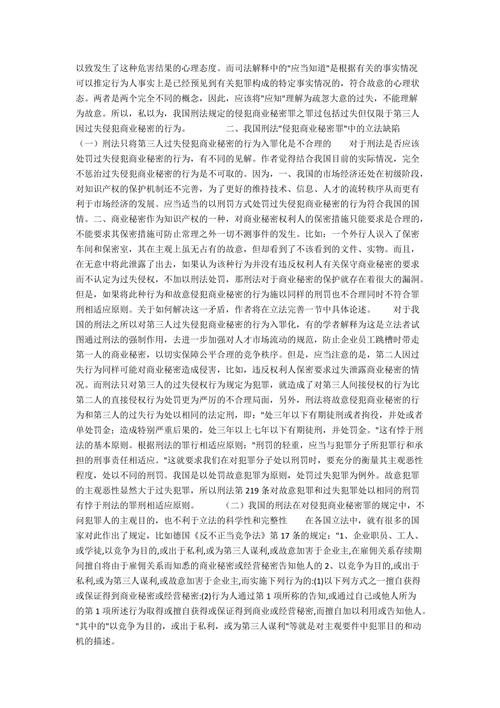 以致发生了这种危害结果的心理态度。而司法解释中的"应当知道"是根据有关的事实情况
可以推定行为人事实上是已经预见到有关犯罪构成的特定事实情况的，符合故意的心理状
态。两者是两个完全不同的概念，因此，应该将"应知"理解为疏忽大意的过失，不能理解
为故意。所以，私以为，我国刑法规定的侵犯商业秘密罪之罪过包括过失但仅限于第三人
因过失侵犯商业秘密的行为。 二、我国刑法"侵犯商业秘密罪"中的立法缺陷
（一）刑法只将第三人过失侵犯商业秘密的行为入罪化是不合理的 对于刑法是否应该
处罚过失侵犯商业秘密的行为，有不同的见解。作者觉得结合我国目前的实际情况，完全
不惩治过失侵犯商业秘密的行为是不可取的。因为，一、我国的市场经济还处在初级阶段，
对知识产权的保护机制还不完善，为了更好的维持技术、信息、人才的流转秩序从而更有
利于市场经济的发展、应当适当的以刑罚方式处罚过失侵犯商业秘密的行为符合我国的国
情。二、商业秘密作为知识产权的一种，对商业秘密权利人的保密措施只能要求是合理的，
不能要求其保密措施可防止常理之外一切不测事件的发生。比如；一个外行人误入了保密
车间和保密室，其在主观上虽无占有的故意，但却看到了不该看到的文件、实物。而且，
在无意中将此泄露了出去，如果认为该种行为并没有违反权利人有关保守商业秘密的要求
而不认定为过失侵权，不加以刑法处罚，那刑法对于商业秘密的保护就存在着很大的漏洞。
但是，如果将此种行为和故意侵犯商业秘密的行为施以同样的刑罚也不合理同时不符合罪
刑相适应原则。关于如何解决这一矛盾，作者将在立法完善一节中具体论述。 对于我
国的刑法之所以对第三人过失侵犯商业秘密的行为入罪化，有的学者解释为这是立法者试
图通过刑法的强制作用，去进一步加强对人才市场流动的规范，防止企业员工跳槽时带走
第一人的商业秘密，以切实保障公平合理的竞争秩序。但是，应当注意的是，第二人因过
失行为同样可能对商业秘密造成侵害，比如，违反权利人保密要求过失泄露商业秘密的情
况。而刑法只对第三人的过失侵权行为规定为犯罪，就造成了对第三人间接侵权的行为比
第二人的直接侵权行为处罚更为严厉的不合理局面，另外，刑法将故意侵犯商业秘密的行
为和第三人的过失行为处以相同的法定刑，即："处三年以下有期徒刑或者拘役，并处或者
单处罚金；造成特别严重后果的，处三年以上七年以下有期徒刑，并处罚金。"这有悖于刑
法的基本原则。根据刑法的罪行相适应原则；"刑罚的轻重，应当与犯罪分子所犯罪行和承
担的刑事责任相适应。"这就要求我们在对犯罪分子处以刑罚时，要充分的衡量其主观恶性
程度，处以不同的刑罚。我国是以处罚故意犯罪为原则，处罚过失犯罪为例外。故意犯罪
的主观恶性显然大于过失犯罪，所以刑法第 219 条对故意犯罪和过失犯罪处以相同的刑罚
有悖于刑法的罪刑相适应原则。 （二）我国的刑法在对侵犯商业秘密罪的规定中，不
问犯罪人的主观目的，也不利于立法的科学性和完整性 在各国立法中，就有很多的国
家对此作出了规定，比如德国《反不正当竞争法》第 17 条的规定："1、企业职员、工人、
或学徒,以竞争为目的,或出于私利,或为第三人谋利,或故意加害于企业主,在雇佣关系存续期
间擅自将由于雇佣关系而知悉的商业秘密或经营秘密告知他人的 2、以竞争为目的,或出于
私利,或为第三人谋利,或故意加害于企业主,而实施下列行为的:(1)以下列方式之一擅自获
得或保证得到商业秘密或经营秘密:(2)行为人通过第 1 项所称的告知,或通过自己或他人所为
的第 1 项所述行为取得或擅自获得或保证得到商业或经营秘密,而擅自加以利用或告知他人。
"其中的"以竞争为目的，或出于私利，或为第三人谋利"等就是对主观要件中犯罪目的和动
机的描述。